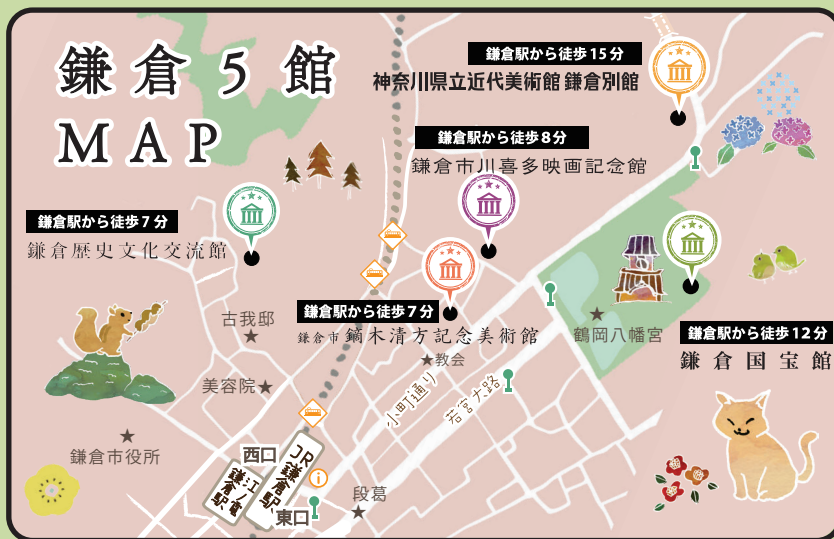 鎌倉5館
MAP
鎌倉駅から徒歩15分
神奈川県立近代美術館 鎌倉別館
鎌倉駅から徒歩8分
鎌倉市川喜多映画記念館
鎌倉駅から徒歩7分
鎌倉歴史文化交流館
鎌倉駅から徒歩7分
鎌倉市 鏑木清方記念美術館
鎌倉駅から徒歩12分
鎌倉国宝館
古我邸
鶴岡八幡宮
教会
美容院
小町通り
若宮大路
鎌倉市役所
西口
JR鎌倉駅
江ノ電
鎌倉駅
東口
i
段葛